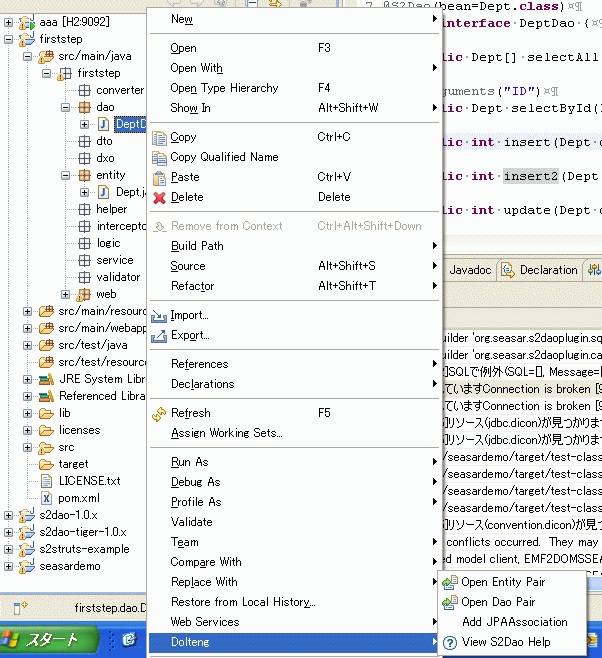 aaa [H2:9092]
firststep
src/main/java
firststep
converter
dao
DeptD
dto
dxo
entity
Dept.j
helper
intercepto
logic
service
validator
web
src/main/resour
src/main/webapp
src/test/java
src/test/resource
JRE System Libr
Referenced Libra
lib
licenses
src
target
LICENSE.txt
pom.xml
s2dao-1.0.x
s2dao-tiger-1.0.x
s2struts-example
seasardemo
firststep.dao.D
スタート
New
Open F3
Open With
Open Type Hierarchy F4
Show In Alt+Shift+W
Copy Ctrl+C
Copy Qualified Name
Paste Ctrl+V
Delete Delete
Remove from Context Ctrl+Alt+Shift+Down
Build Path
Source Alt+Shift+S
Refactor Alt+Shift+T
Import...
Export...
References
Declarations
Refresh F5
Assign Working Sets...
Run As
Debug As
Profile As
Validate
Team
Compare With
Replace With
Restore from Local History...
Web Services
Dolteng
Open Entity Pair
Open Dao Pair
Add JPAAssociation
View S2Dao Help
7 @S2Dao(bean=Dept.class)
interface DeptDao {
lic Dept[] selectAll
guments("ID")
lic Dept selectById(
lic int insert(Dept
lic int insert2(Dept
lic int update(Dept
Javadoc Declaration
uilder 'org.seasar.s2daoplugin.sq
uilder 'org.seasar.s2daoplugin.ca
]SQLで例外(SQL=[], Message=[
ていますConnection is broken [9
ていますConnection is broken [9
]リソース(jdbc.dicon)が見つかりま
]リソース(jdbc.dicon)が見つかりま
/seasardemo/target/test-class
/seasardemo/target/test-class
/seasardemo/target/test-class
/seasardemo/target/test-class
]リソース(convention.dicon)が見
conflicts occurred. They may
ed model client, EMF2DOMSSEA